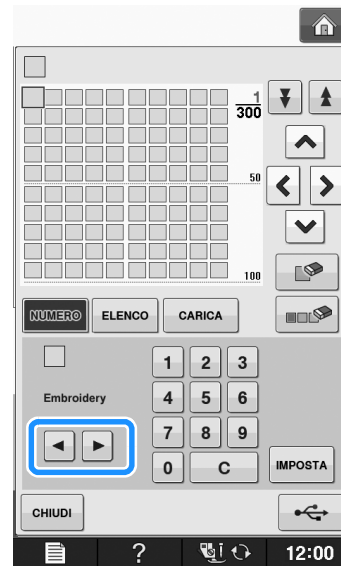 1
300
50
100
NUMERO ELENCO CARICA
1 2 3
Embroidery 4 5 6
7 8 9
0 C IMPOSTA
CHIUDI
? 12:00